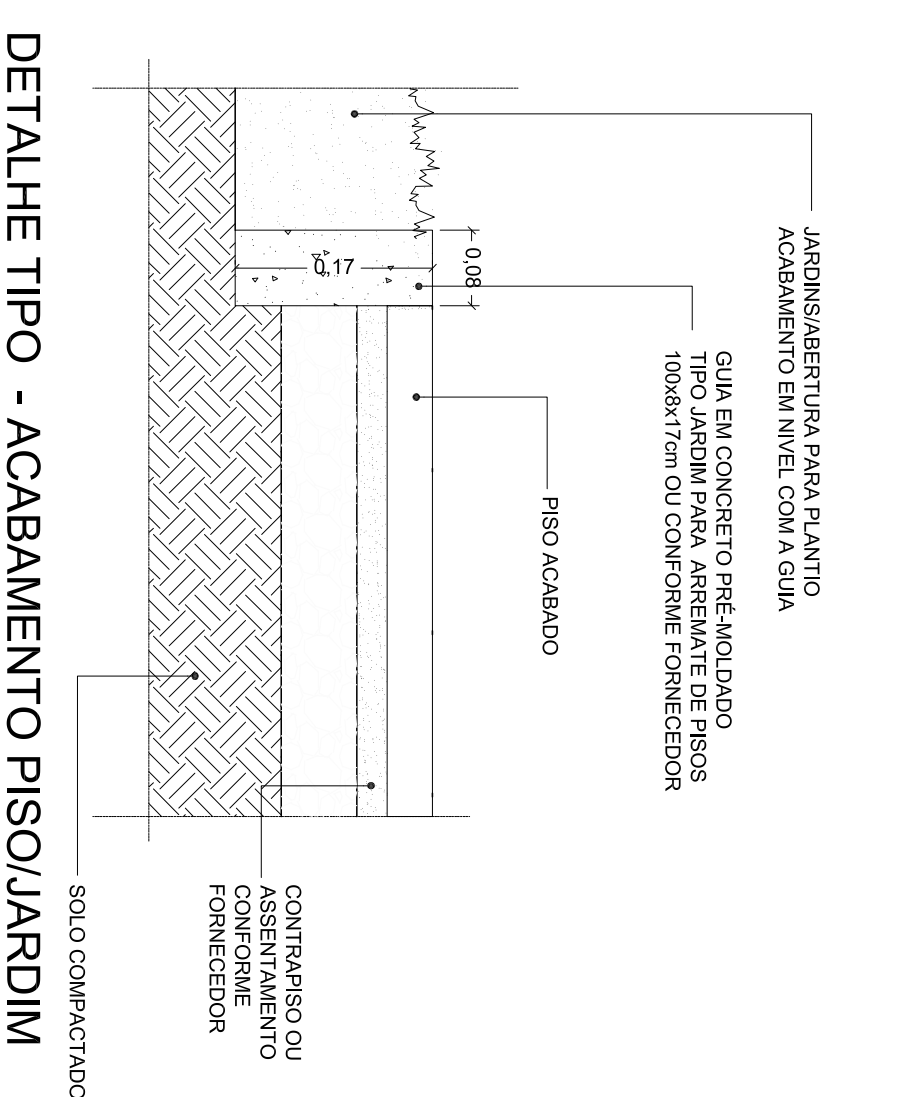 JARDINS/ABERTURA PARA PLANTIO
ACABAMENTO EM NIVEL COM A GUIA
GUIA EM CONCRETO PRÉ-MOLDADO
TIPO JARDIM PARA ARREMATE DE PISOS
100x8x17cm OU CONFORME FORNECEDOR
PISO ACABADO
0,08
0,17
CONTRAPISO OU
ASSENTAMENTO
CONFORME
FORNECEDOR
SOLO COMPACTADO
DETALHE TIPO - ACABAMENTO PISO/JARDIM